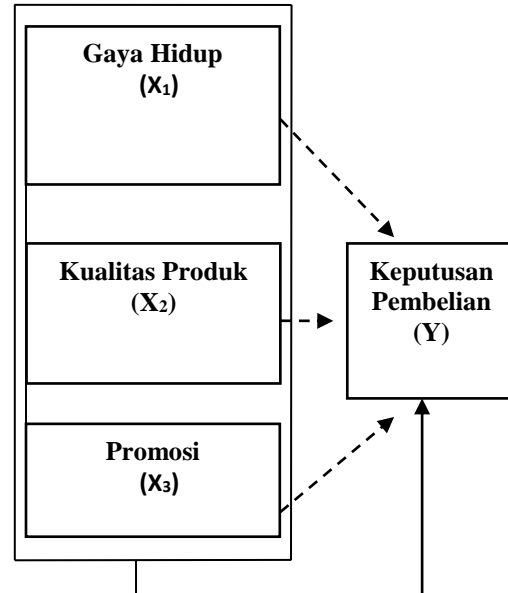 Gaya Hidup
(X₁)
Kualitas Produk
(X₂)
Keputusan
Pembelian
(Y)
Promosi
(X₃)